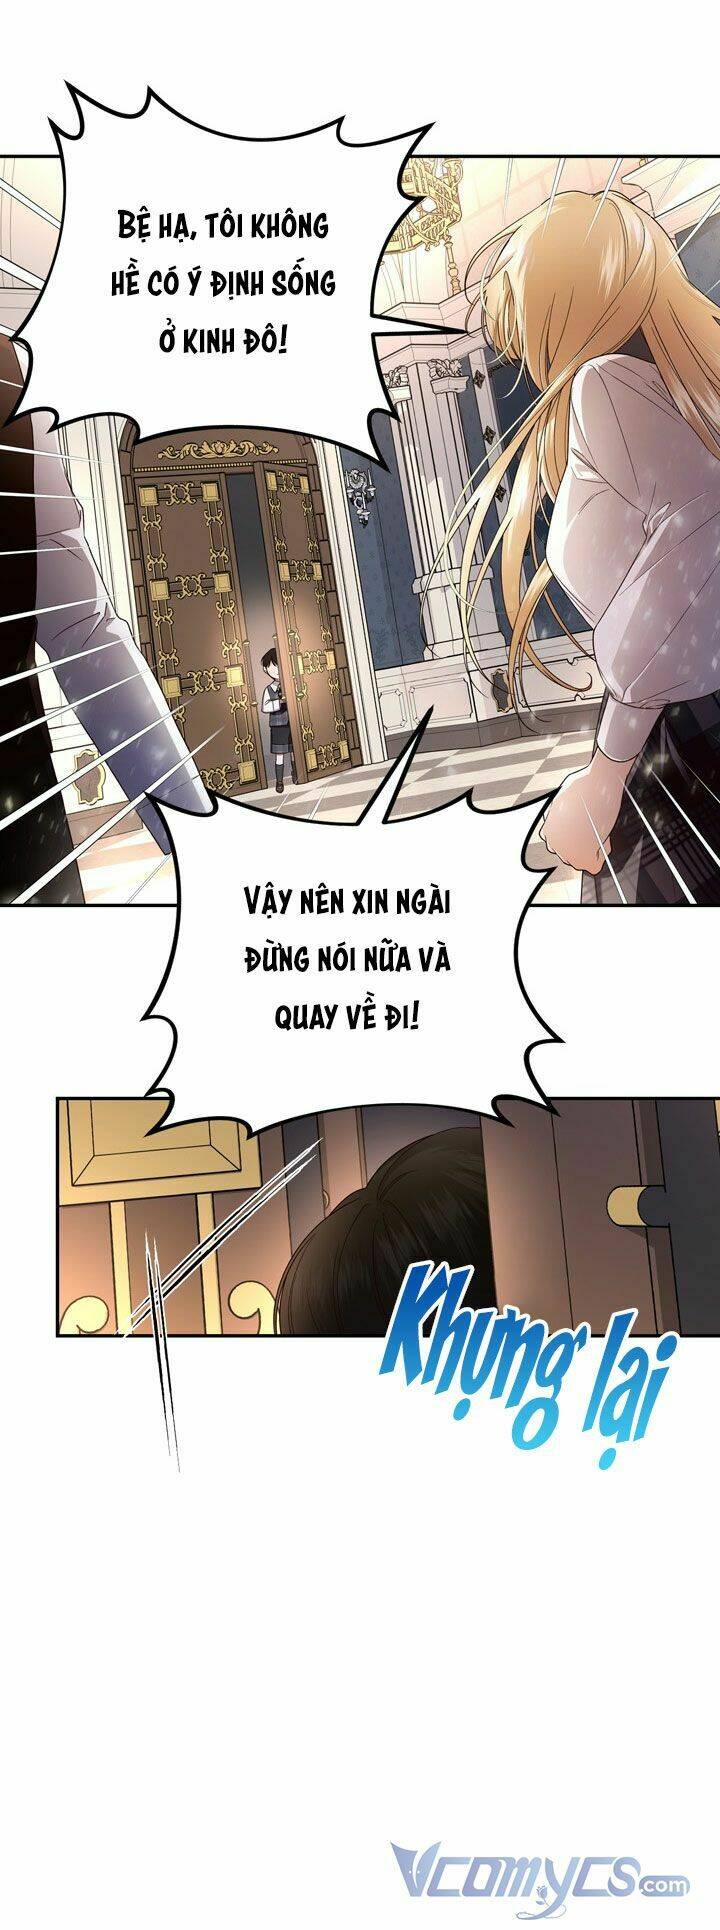 BỆ HẠ, TÔI KHÔNG
HỀ CÓ Ý ĐỊNH SỐNG
Ở KINH ĐÔ!
VẬY NÊN XIN NGÀI
ĐỪNG NÓI NỮA VÀ
QUAY VỀ ĐI!
Khựng lại
Vcomycs.com